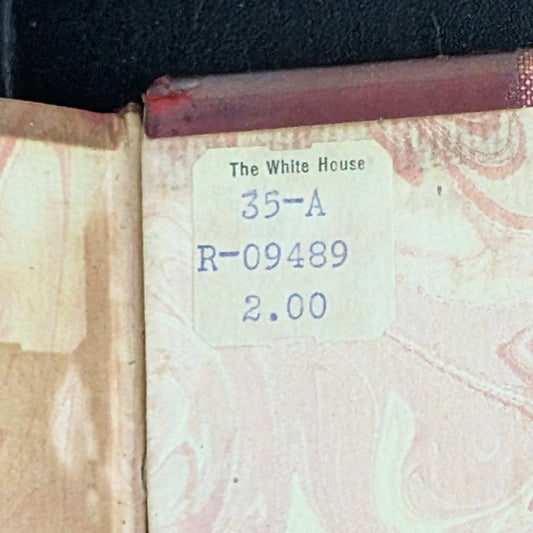 The White House
35-A
R-09489
2.00